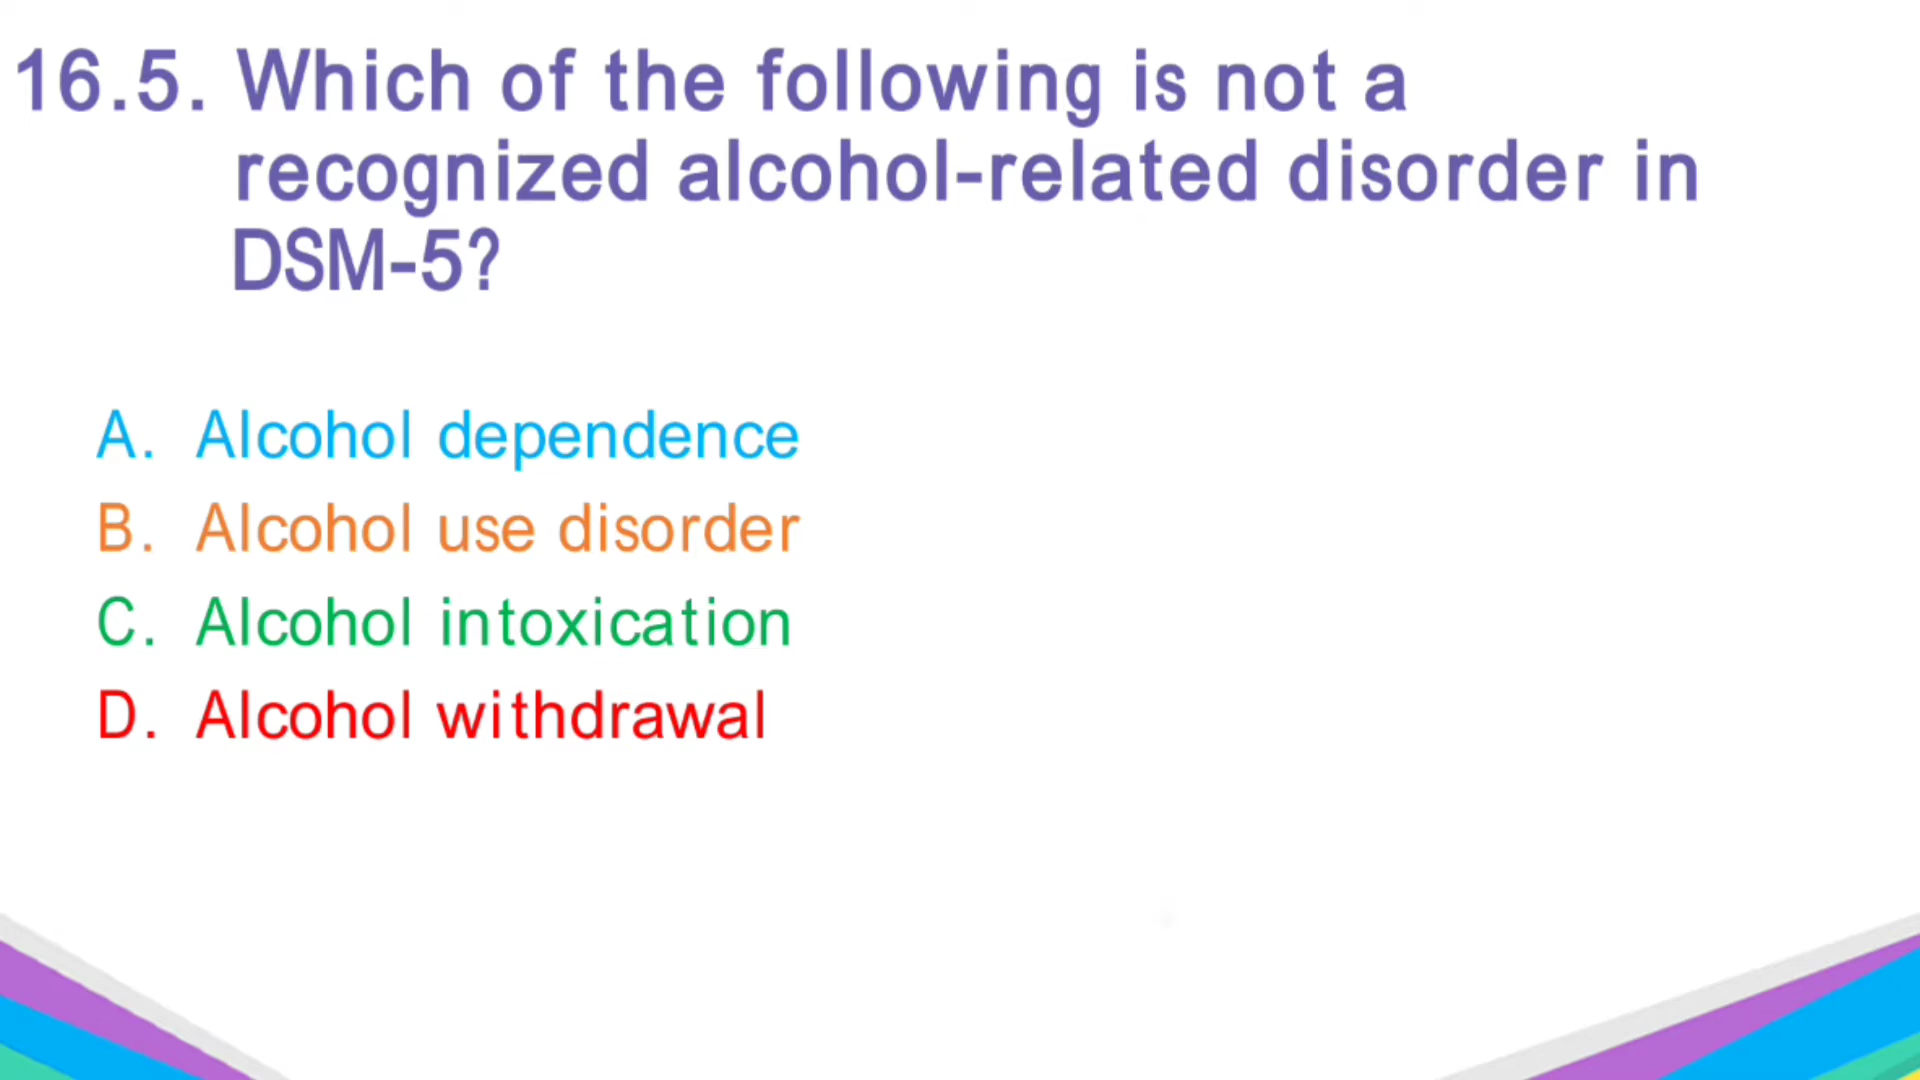 16.5. Which of the following is not a
recognized alcohol-related disorder in
DSM-5?
A. Alcohol dependence
B. Alcohol use disorder
C. Alcohol intoxication
D. Alcohol withdrawal